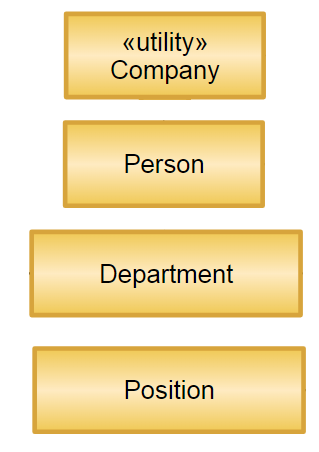 «utility»
Company
Person
Department
Position